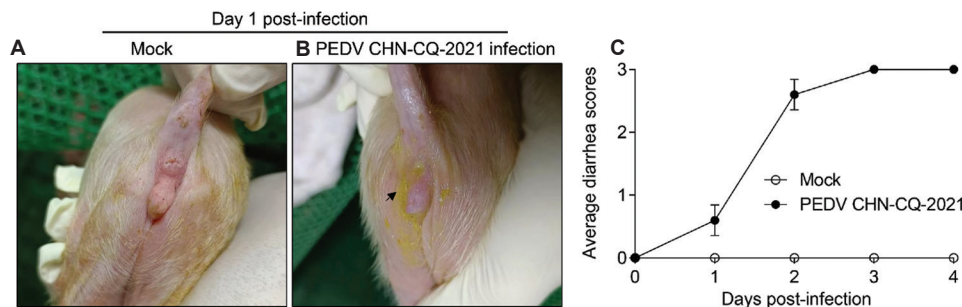 Day 1 post-infection
A Mock
B PEDV CHN-CQ-2021 infection
C
Average diarrhea scores
3
2
1
0
Mock
PEDV CHN-CQ-2021
0 1 2 3 4
Days post-infection